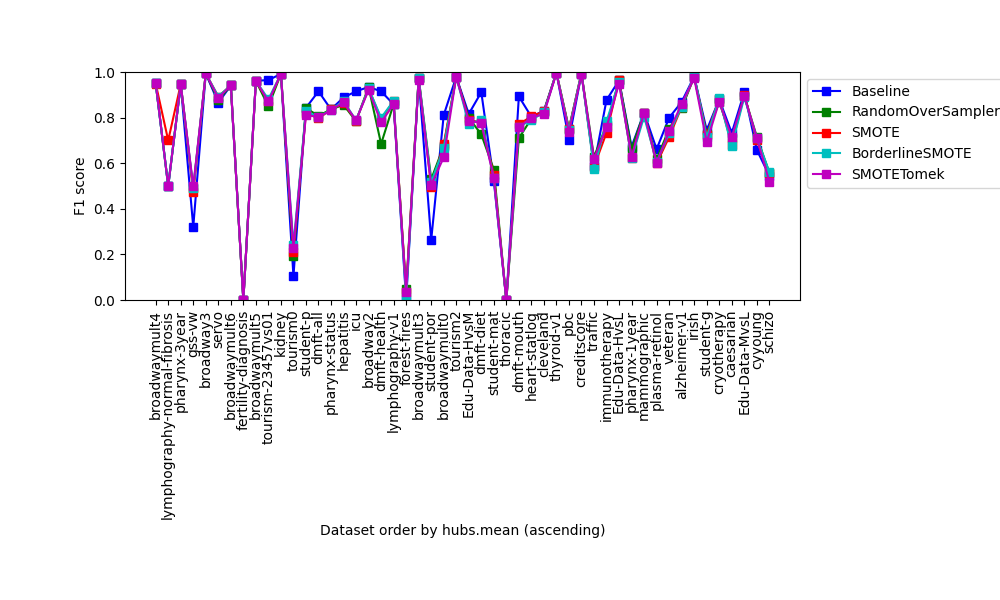 1.0
0.8
0.6
0.4
0.2
0.0
F1 score
Baseline
RandomOverSampler
SMOTE
BorderlineSMOTE
SMOTETomek
broadwaymult4
lymphography-normal-fibrosis
pharynx-3year
gss-vw
broadway3
servo
broadwaymult6
fertility-diagnosis
broadwaymult5
tourism-23457vs01
kidney
tourism0
student-p
dmft-all
pharynx-status
hepatitis
icu
broadway2
dmft-health
lymphography-v1
forest-fires
broadwaymult3
student-por
broadwaymult0
tourism2
Edu-Data-HvsM
dmft-diet
student-mat
thoracic
dmft-mouth
heart-statlog
cleveland
thyroid-v1
pbc
creditscore
traffic
immunotherapy
Edu-Data-HvsL
pharynx-1year
mammographic
plasma-retinol
veteran
alzheimer-v1
irish
student-g
cryotherapy
caesarian
Edu-Data-MvsL
cyyoung
schizo
Dataset order by hubs.mean (ascending)